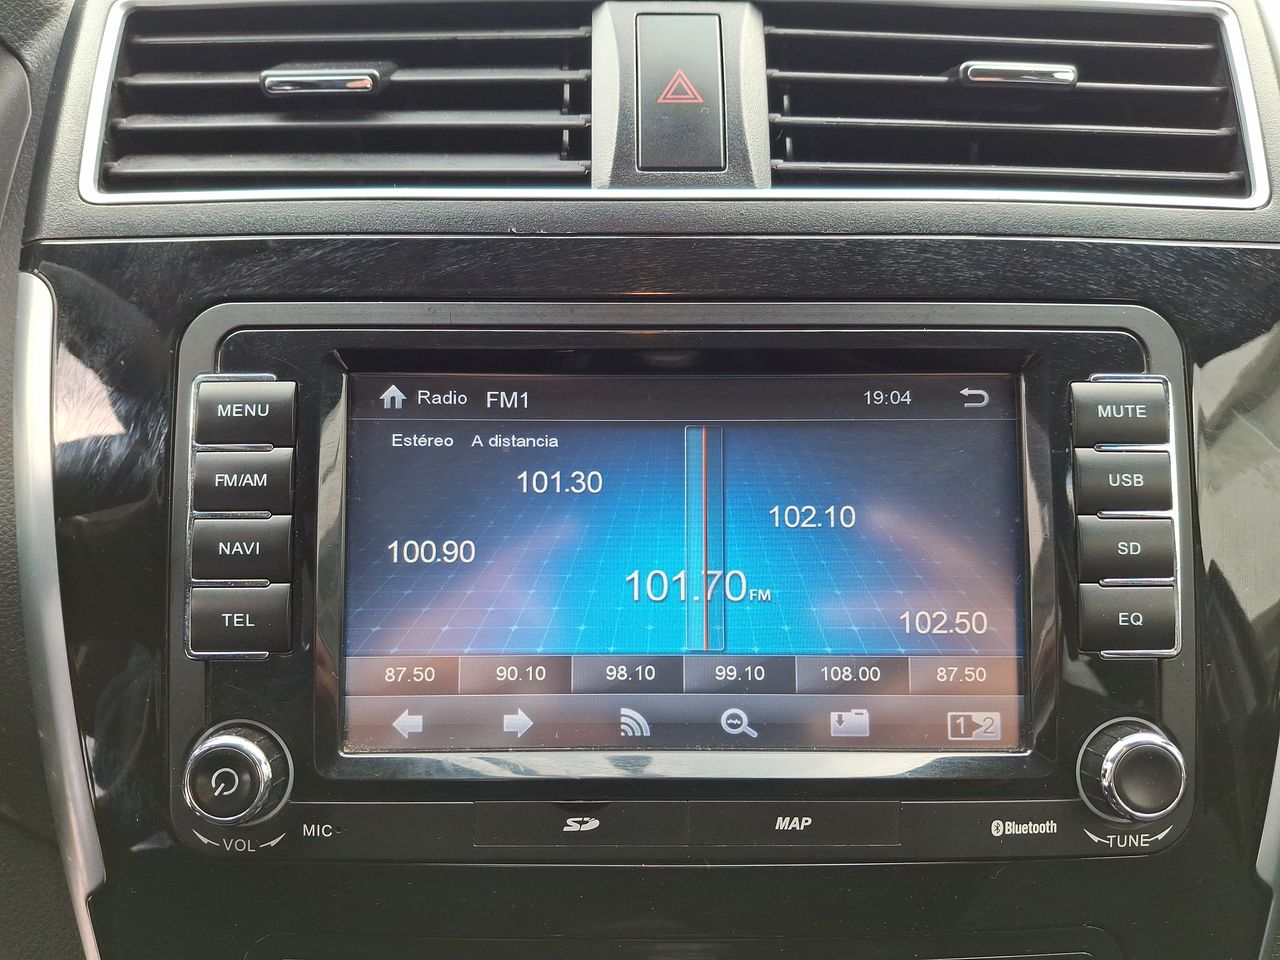 MENU
FM/AM
NAVI
TEL
Radio FM1 19:04
Estéreo A distancia
101.30
102.10
100.90
101.70FM
102.50
87.50 90.10 98.10 99.10 108.00 87.50
1>2
MUTE
USB
SD
EQ
VOL
MIC
SD
MAP
Bluetooth
TUNE